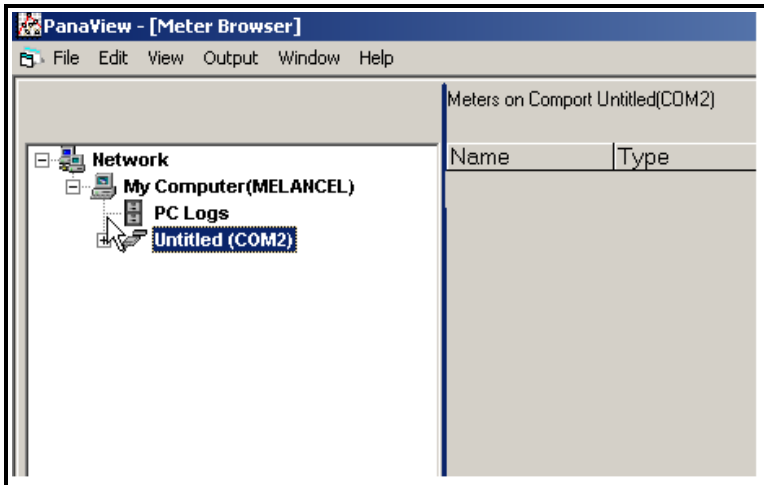 PanaView - [Meter Browser]
File Edit View Output Window Help
Meters on Comport Untitled(COM2)
Name Type
Network
My Computer(MELANCEL)
PC Logs
Untitled (COM2)